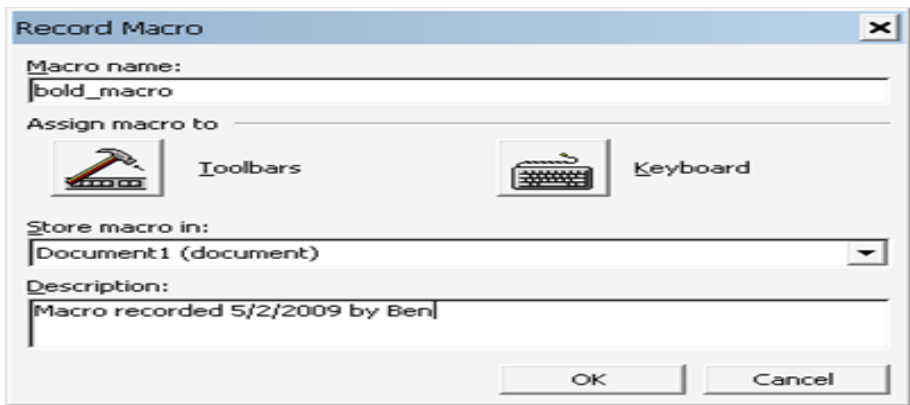 Record Macro
Macro name:
bold_macro
Assign macro to
Toolbars
Keyboard
Store macro in:
Document1 (document)
Description:
Macro recorded 5/2/2009 by Ben
OK
Cancel